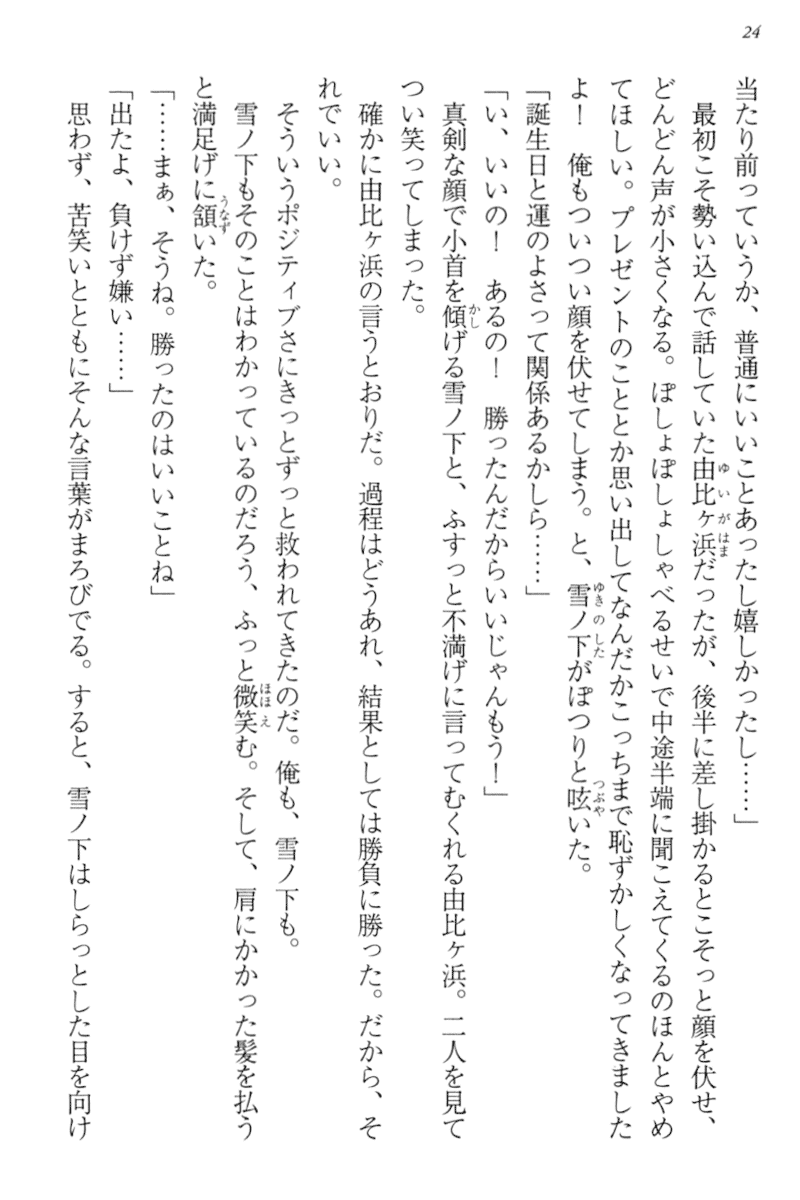 24
当たり前っていうか、普通にいいことあったし嬉しかったし……」
　最初こそ勢い込んで話していた由比ヶ浜だったが、後半に差し掛かるとこそっと顔を伏せ、
どんどん声が小さくなる。ぽしょぽしょしゃべるせいで中途半端に聞こえてくるのほんとやめ
てほしい。プレゼントのこととか思い出してなんだかこっちまで恥ずかしくなってきました
よ！　俺もついつい顔を伏せてしまう。と、雪ノ下がぽつりと呟いた。
「誕生日と運のよさって関係あるかしら……」
「い、いいの！　あるの！　勝ったんだからいいじゃんもう！」
　真剣な顔で小首を傾げる雪ノ下と、ふすっと不満げに言ってむくれる由比ヶ浜。二人を見て
つい笑ってしまった。
　確かに由比ヶ浜の言うとおりだ。過程はどうあれ、結果としては勝負に勝った。だから、そ
れでいい。
　そういうポジティブさにきっとずっと救われてきたのだ。俺も、雪ノ下も。
　雪ノ下もそのことはわかっているのだろう、ふっと微笑む。そして、肩にかかった髪を払う
と満足げに頷いた。
「……まぁ、そうね。勝ったのはいいことね」
「出たよ、負けず嫌い……」
　思わず、苦笑いとともにそんな言葉がまろびでる。すると、雪ノ下はしらっとした目を向け